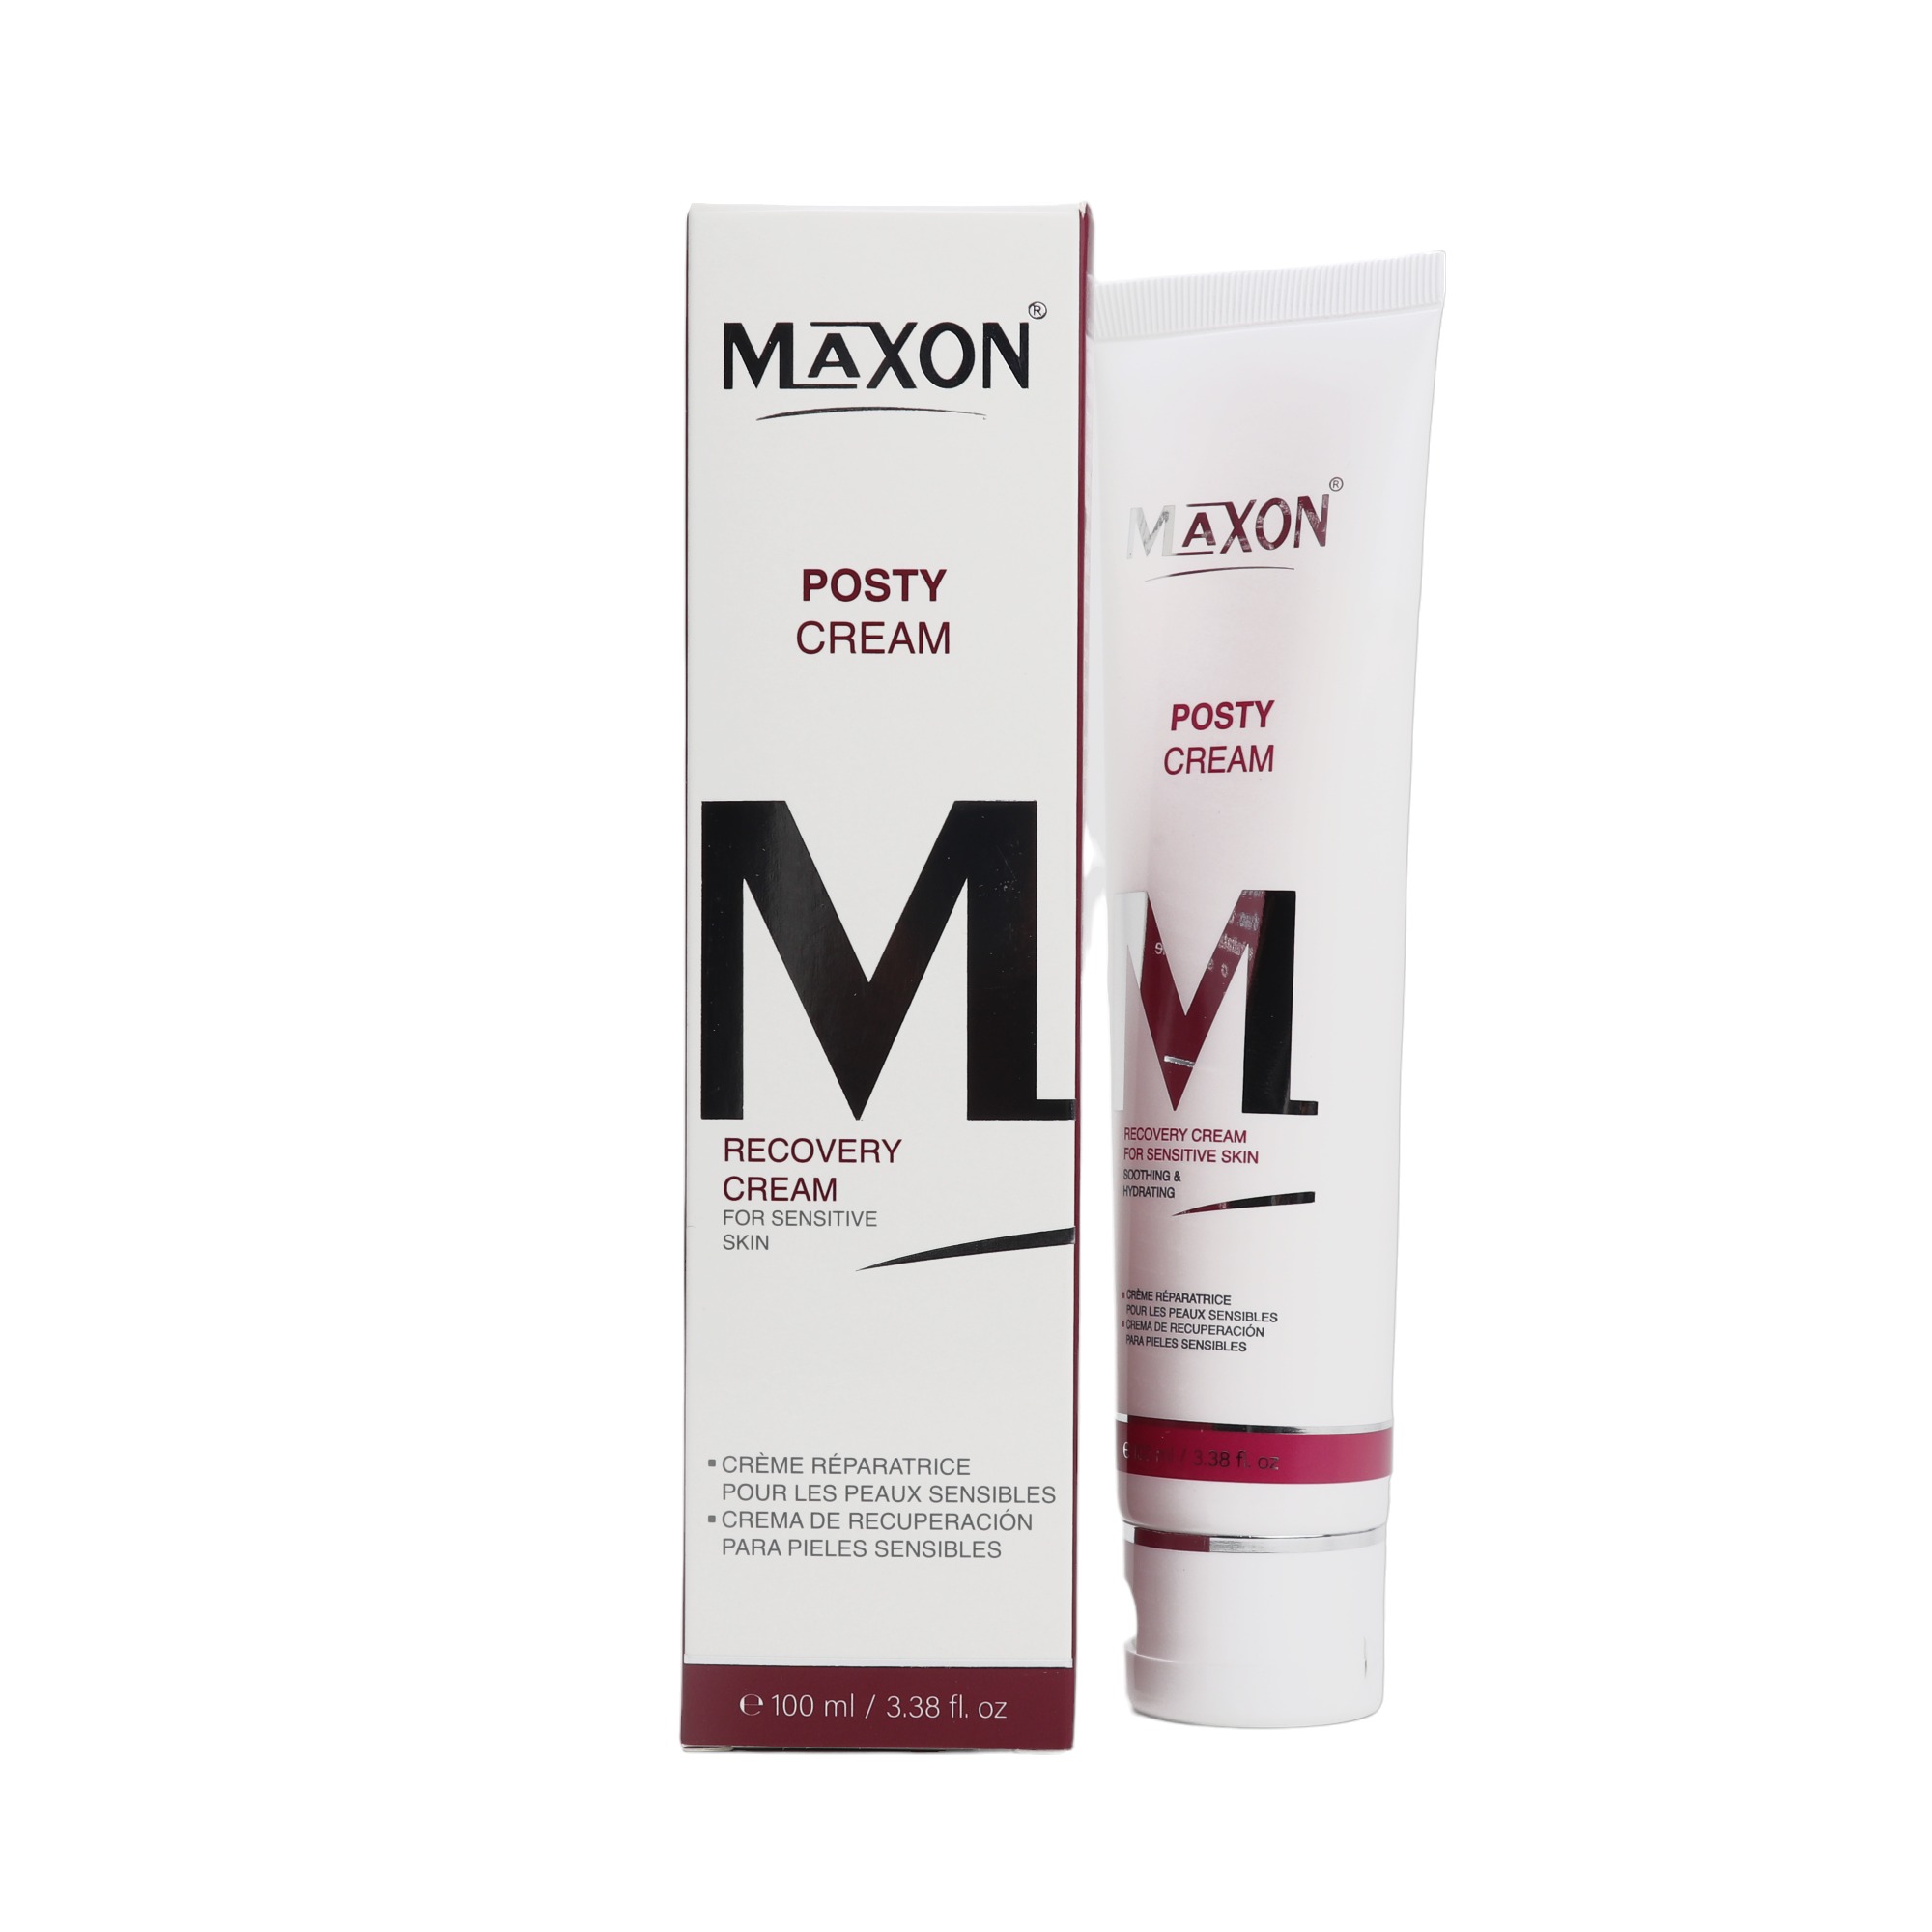 MAXON®
POSTY
CREAM
M
RECOVERY
CREAM
FOR SENSITIVE
SKIN
▪ CRÈME RÉPARATRICE
POUR LES PEAUX SENSIBLES
▪ CREMA DE RECUPERACIÓN
PARA PIELES SENSIBLES
℮ 100 ml / 3.38 fl. oz
MAXON®
POSTY
CREAM
M
RECOVERY CREAM
FOR SENSITIVE SKIN
SOOTHING &
HYDRATING
▪ CRÈME RÉPARATRICE
POUR LES PEAUX SENSIBLES
▪ CREMA DE RECUPERACIÓN
PARA PIELES SENSIBLES
℮ 100 ml / 3.38 fl. oz